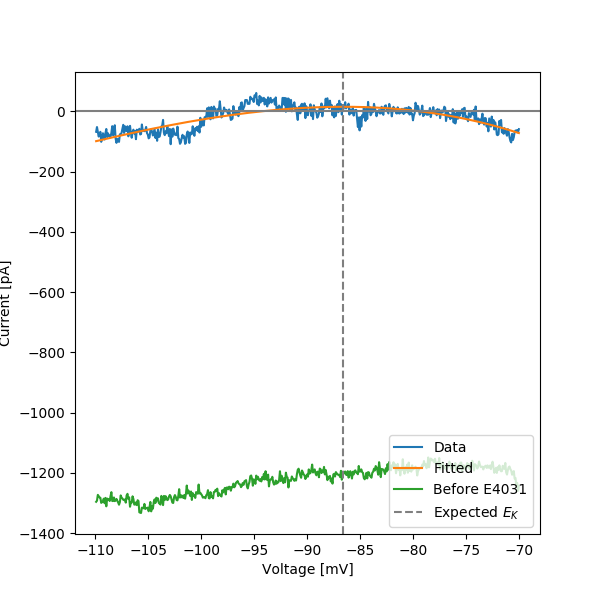 0
−200
−400
−600
−800
−1000
−1200
−1400
Current [pA]
Data
Fitted
Before E4031
Expected E_K
−110
−105
−100
−95
−90
−85
−80
−75
−70
Voltage [mV]